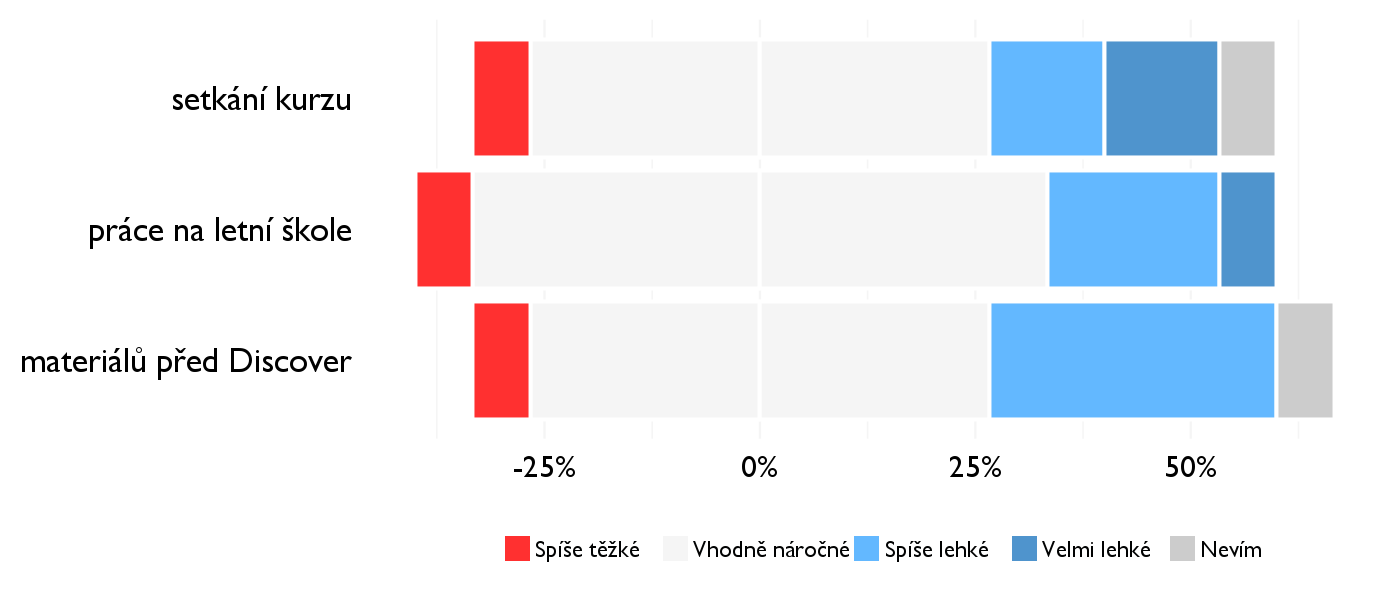 setkání kurzu
práce na letní škole
materiálů před Discover
-25% 0% 25% 50%
Spíše těžké Vhodně náročné Spíše lehké Velmi lehké Nevím